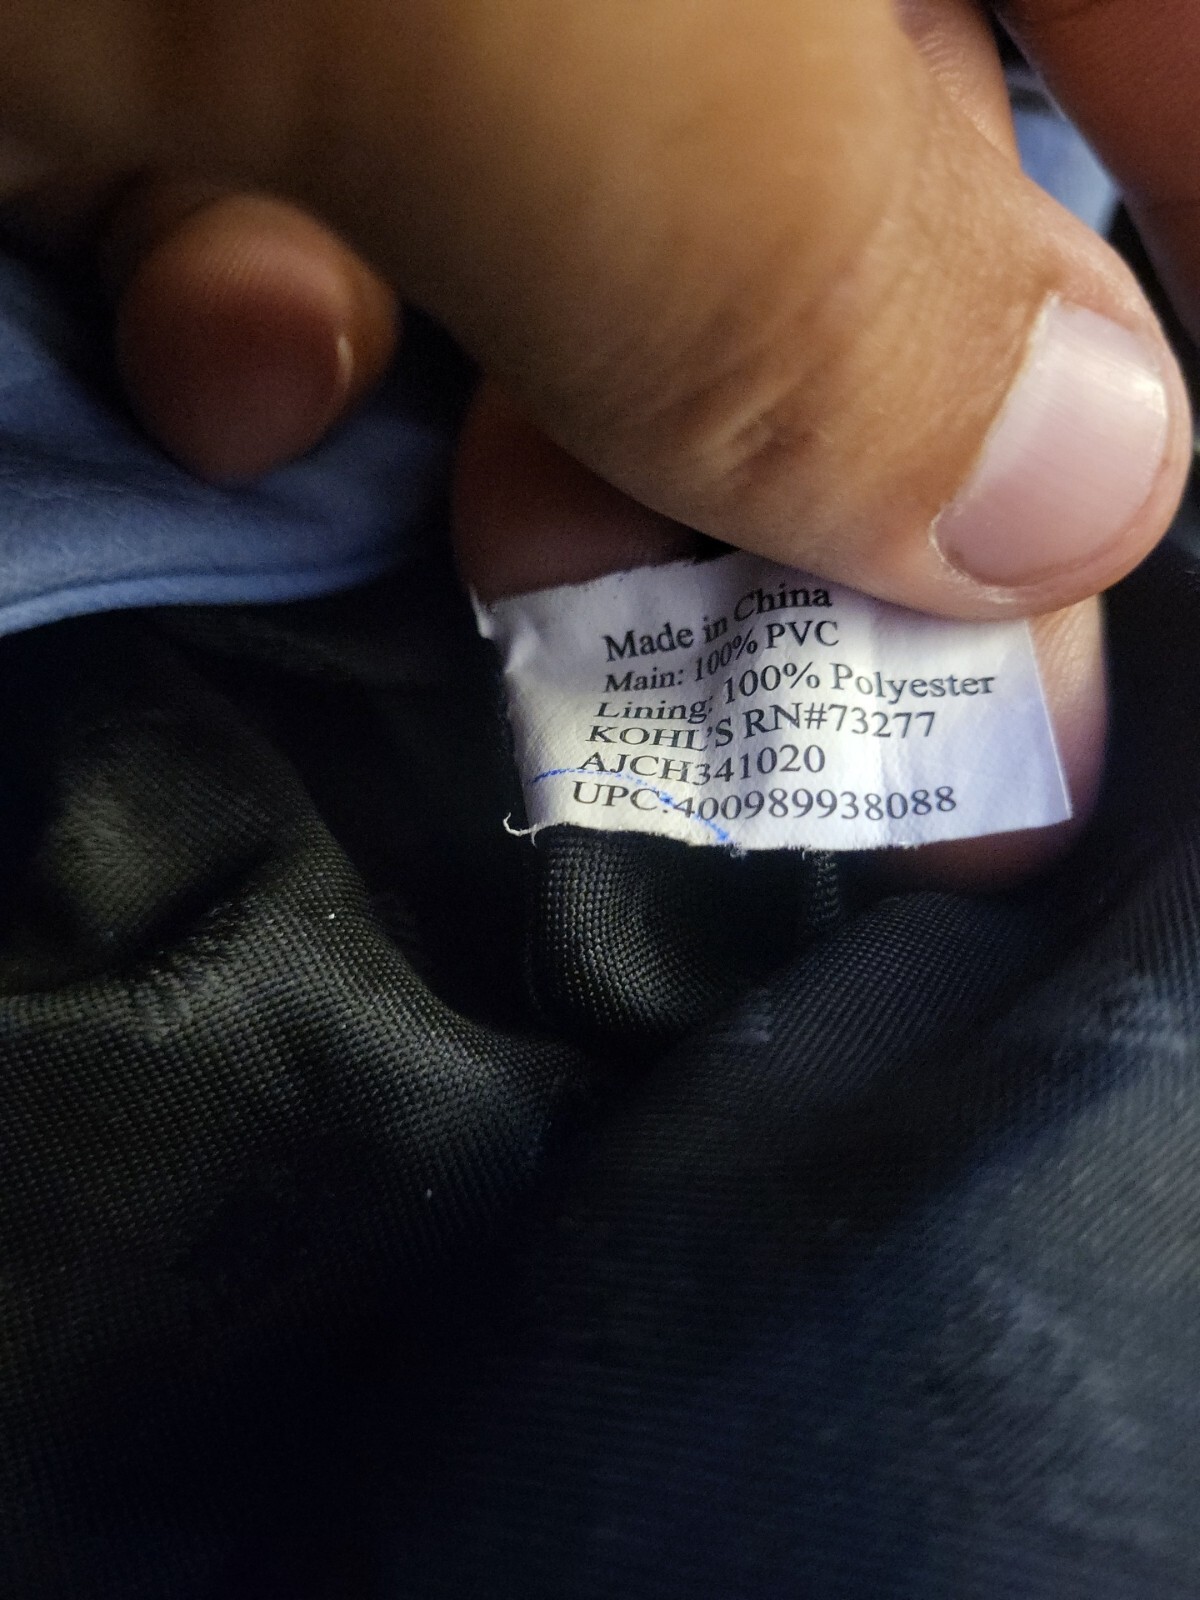 Made in China
Main: 100% PVC
Lining: 100% Polyester
KOHL'S RN#73277
AJCH341020
UPC:400989938088